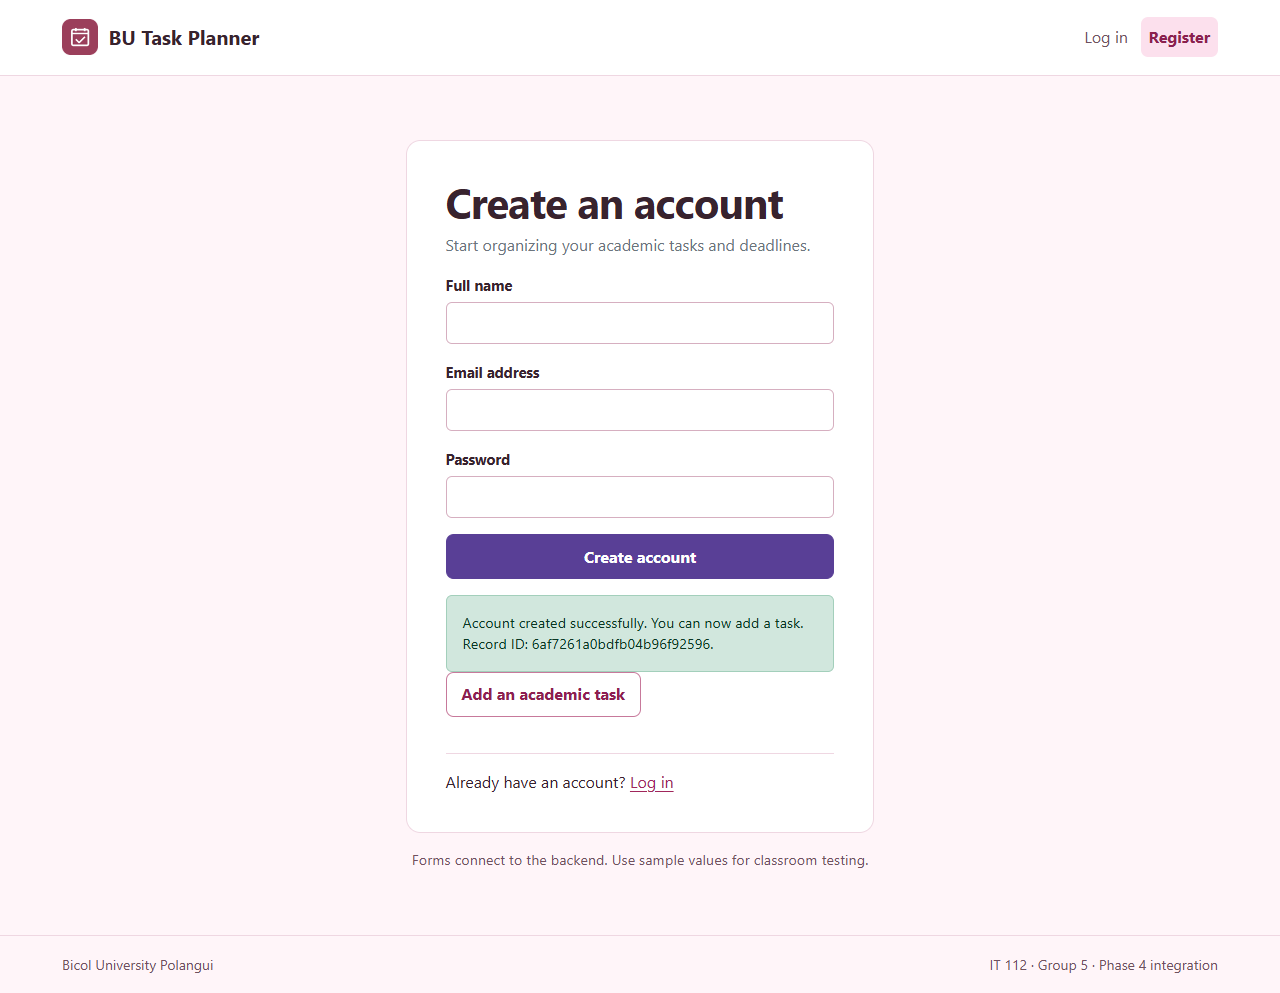 BU Task Planner
Log in
Register
Create an account
Start organizing your academic tasks and deadlines.
Full name
Email address
Password
Create account
Account created successfully. You can now add a task.
Record ID: 6af7261a0bdfb04b96f92596.
Add an academic task
Already have an account? Log in
Forms connect to the backend. Use sample values for classroom testing.
Bicol University Polangui
IT 112 · Group 5 · Phase 4 integration